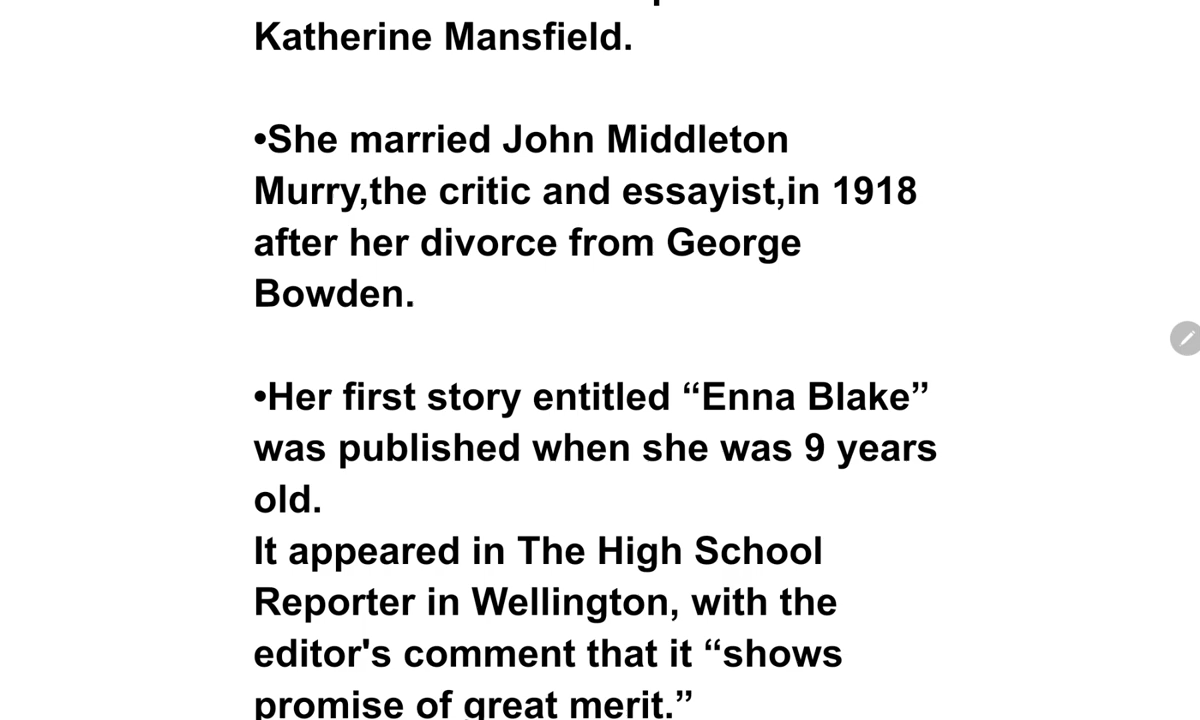 Katherine Mansfield.
•She married John Middleton
Murry,the critic and essayist,in 1918
after her divorce from George
Bowden.
•Her first story entitled “Enna Blake”
was published when she was 9 years
old.
It appeared in The High School
Reporter in Wellington, with the
editor's comment that it “shows
promise of great merit.”